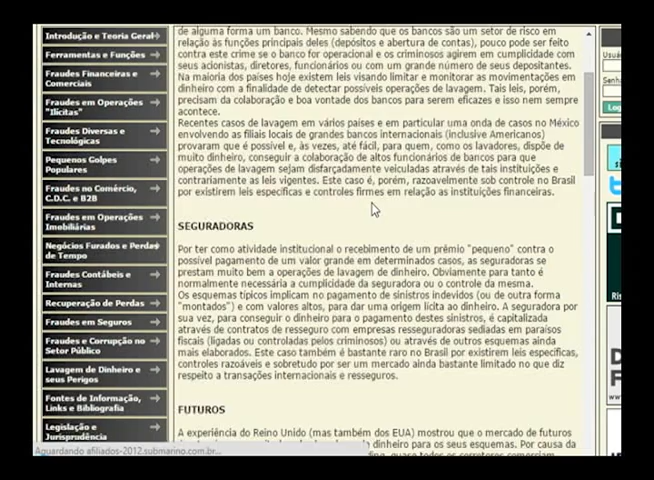 Introdução e Teoria Geral
Ferramentas e Funções
Fraudes Financeiras e
Comerciais
Fraudes em Operações
"Ilícitas"
Fraudes Diversas e
Tecnológicas
Pequenos Golpes
Populares
Fraudes no Comércio,
C.D.C. e B2B
Fraudes em Operações
Imobiliárias
Negócios Furados e Perdas
de Tempo
Fraudes Contábeis e
Internas
Recuperação de Perdas
Fraudes em Seguros
Fraudes e Corrupção no
Setor Público
Lavagem de Dinheiro e
seus Perigos
Fontes de Informação,
Links e Bibliografia
Legislação e
Jurisprudência
de alguma forma um banco. Mesmo sabendo que os bancos são um setor de risco em
relação às funções principais deles (depósitos e abertura de contas), pouco pode ser feito
contra este crime se o banco for operacional e os criminosos agirem em cumplicidade com
seus acionistas, diretores, funcionários ou com um grande número de seus depositantes.
Na maioria dos países hoje existem leis visando limitar e monitorar as movimentações em
dinheiro com a finalidade de detectar possíveis operações de lavagem. Tais leis, porém,
precisam da colaboração e boa vontade dos bancos para serem eficazes e isso nem sempre
acontece.
Recentes casos de lavagem em vários países e em particular uma onda de casos no México
envolvendo as filiais locais de grandes bancos internacionais (inclusive Americanos)
provaram que é possível e, às vezes, até fácil, para quem, como os lavadores, dispõe de
muito dinheiro, conseguir a colaboração de altos funcionários de bancos para que
operações de lavagem sejam disfarçadamente veiculadas através de tais instituições e
contrariamente as leis vigentes. Este caso é, porém, razoavelmente sob controle no Brasil
por existirem leis específicas e controles firmes em relação as instituições financeiras.
SEGURADORAS
Por ter como atividade institucional o recebimento de um prêmio "pequeno" contra o
possível pagamento de um valor grande em determinados casos, as seguradoras se
prestam muito bem a operações de lavagem de dinheiro. Obviamente para tanto é
normalmente necessária a cumplicidade da seguradora ou o controle da mesma.
Os esquemas típicos implicam no pagamento de sinistros indevidos (ou de outra forma
"montados") e com valores altos, para dar uma origem lícita ao dinheiro. A seguradora por
sua vez, para conseguir o dinheiro para o pagamento destes sinistros, é capitalizada
através de contratos de resseguro com empresas resseguradoras sediadas em paraísos
fiscais (ligadas ou controladas pelos criminosos) ou através de outros esquemas ainda
mais elaborados. Este caso também é bastante raro no Brasil por existirem leis específicas,
controles razoáveis e sobretudo por ser um mercado ainda bastante limitado no que diz
respeito a transações internacionais e resseguros.
FUTUROS
A experiência do Reino Unido (mas também dos EUA) mostrou que o mercado de futuros
dinheiro para os seus esquemas. Por causa da
quase todos os corretores comerciam
Aguardando afiliados-2012.submarino.com.br...
Usuá
Senh
Log